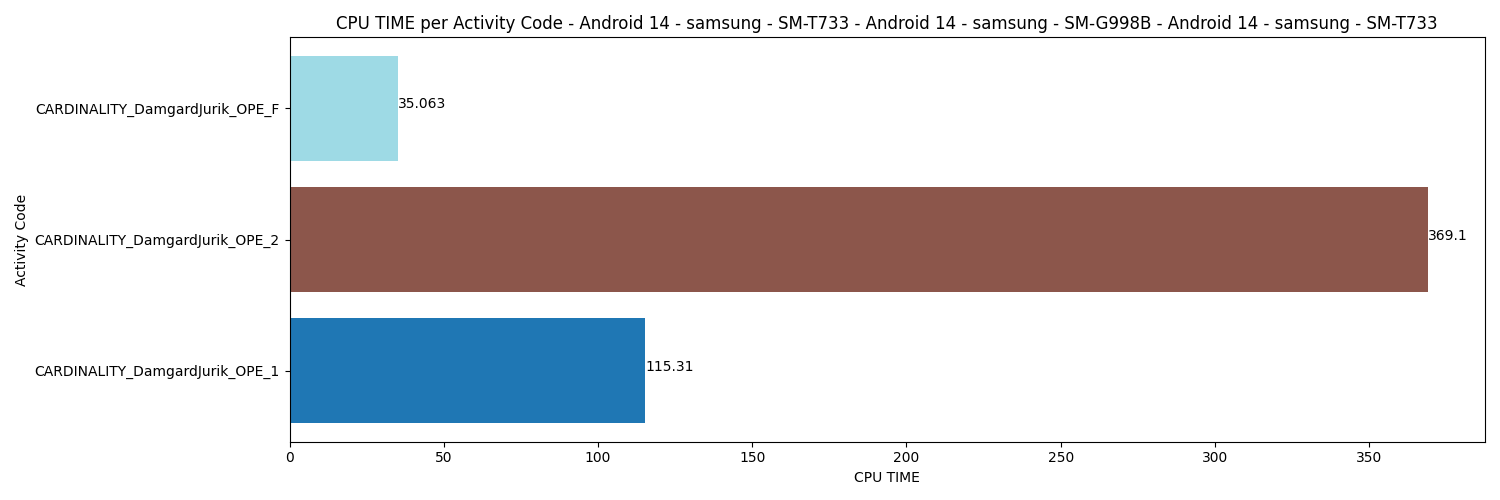 CPU TIME per Activity Code - Android 14 - samsung - SM-T733 - Android 14 - samsung - SM-G998B - Android 14 - samsung - SM-T733
Activity Code
CARDINALITY_DamgardJurik_OPE_F
35.063
CARDINALITY_DamgardJurik_OPE_2
369.1
CARDINALITY_DamgardJurik_OPE_1
115.31
0 50 100 150 200 250 300 350
CPU TIME